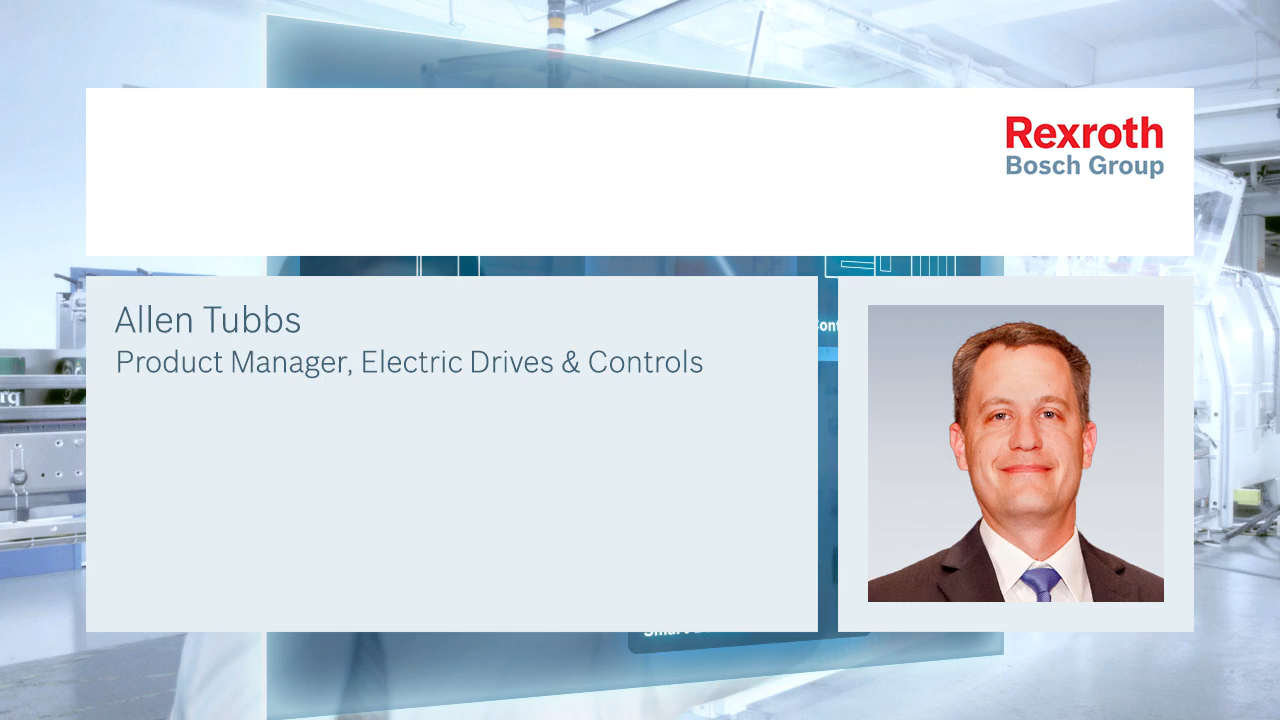 Rexroth
Bosch Group
Allen Tubbs
Product Manager, Electric Drives & Controls